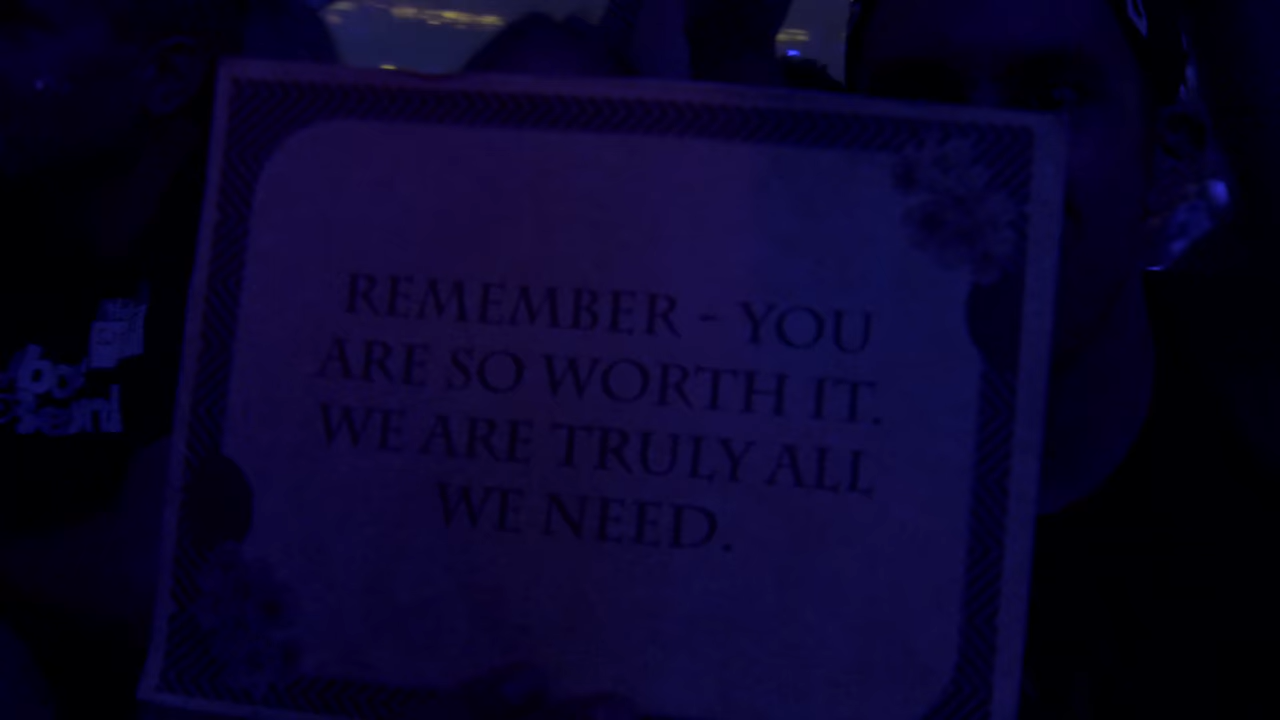 REMEMBER - YOU
ARE SO WORTH IT.
WE ARE TRULY ALL
WE NEED.